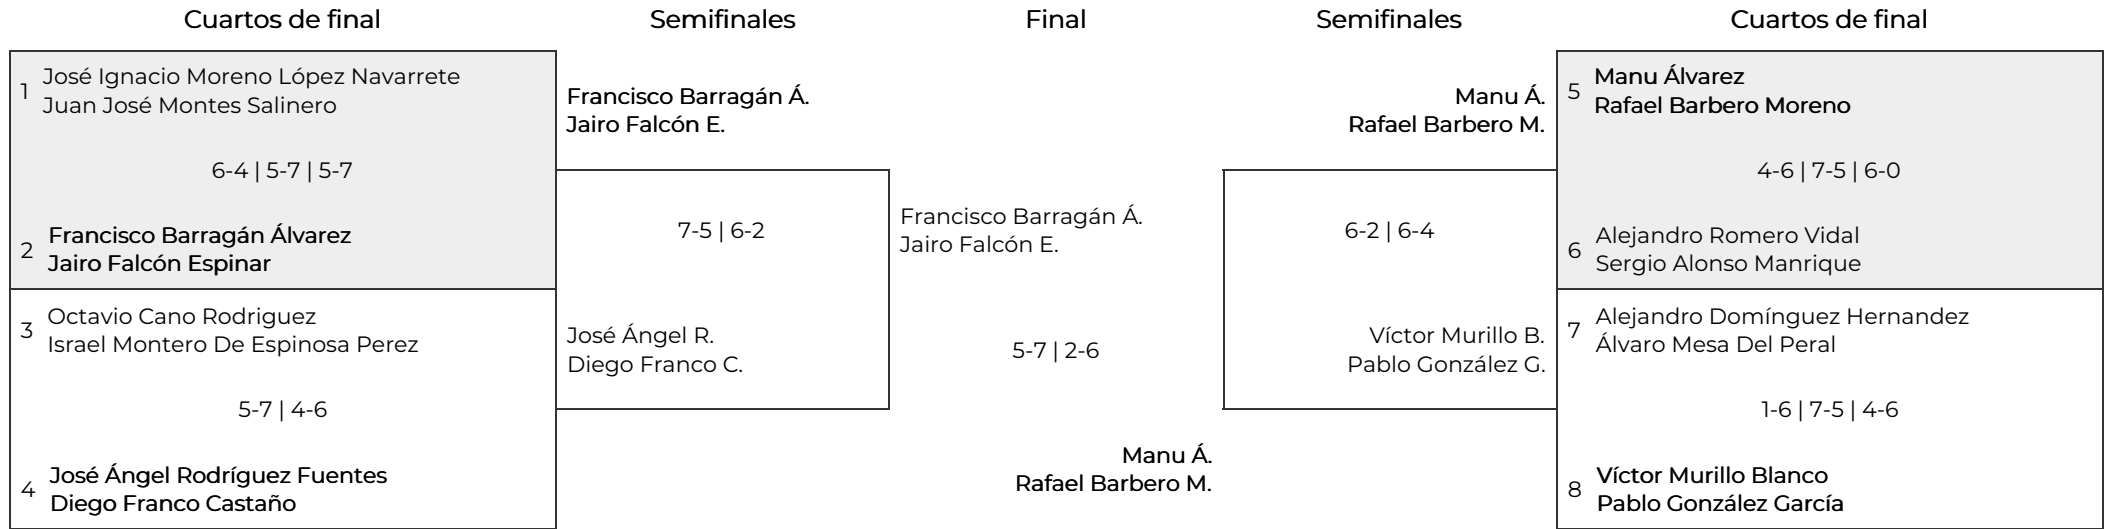 Cuartos de final
Semifinales
Final
Semifinales
Cuartos de final
1
José Ignacio Moreno López Navarrete
Juan José Montes Salinero
6-4 | 5-7 | 5-7
2
Francisco Barragán Álvarez
Jairo Falcón Espinar
3
Octavio Cano Rodriguez
Israel Montero De Espinosa Perez
5-7 | 4-6
4
José Ángel Rodríguez Fuentes
Diego Franco Castaño
Francisco Barragán Á.
Jairo Falcón E.
7-5 | 6-2
José Ángel R.
Diego Franco C.
Francisco Barragán Á.
Jairo Falcón E.
5-7 | 2-6
Manu Á.
Rafael Barbero M.
Manu Á.
Rafael Barbero M.
6-2 | 6-4
Víctor Murillo B.
Pablo González G.
5
Manu Álvarez
Rafael Barbero Moreno
4-6 | 7-5 | 6-0
6
Alejandro Romero Vidal
Sergio Alonso Manrique
7
Alejandro Domínguez Hernandez
Álvaro Mesa Del Peral
1-6 | 7-5 | 4-6
8
Víctor Murillo Blanco
Pablo González García